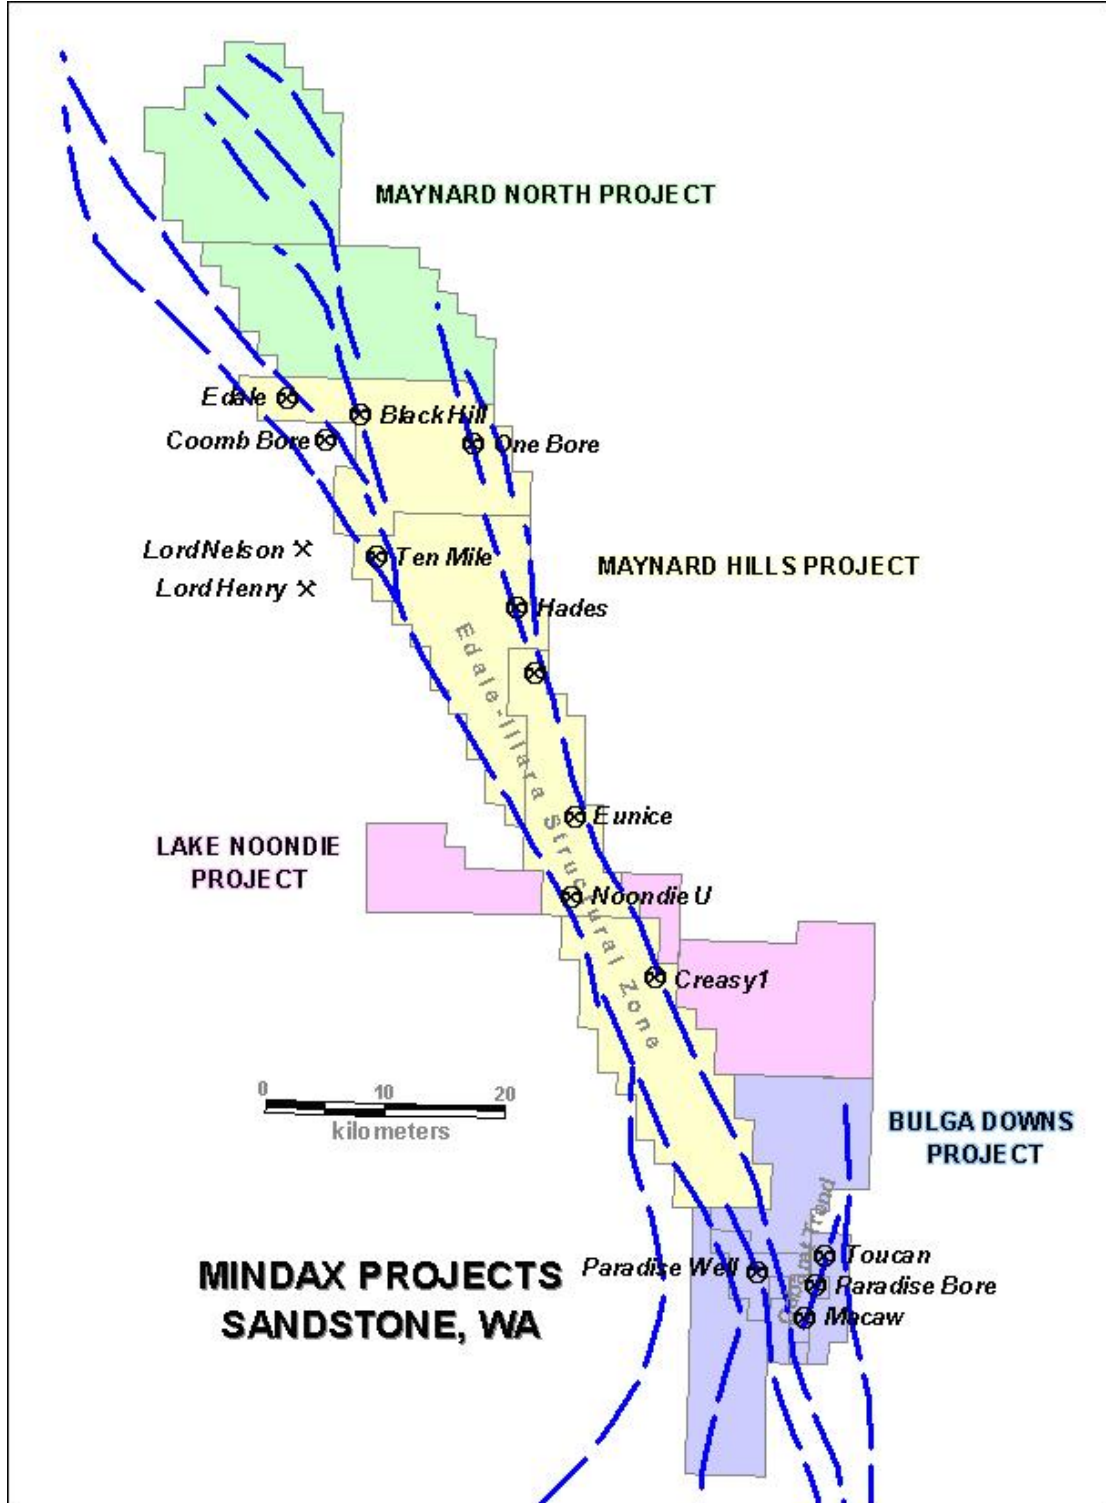 MAYNARD NORTH PROJECT
Edale
Black Hill
Coomb Bore
One Bore
Lord Nelson
Ten Mile
MAYNARD HILLS PROJECT
Lord Henry
Hades
Edale-Illara Structural Zone
Eunice
LAKE NOONDIE
PROJECT
Noondie U
Creasy1
0 10 20
kilometers
BULGA DOWNS
PROJECT
Trend
Toucan
Paradise Well
Paradise Bore
Macaw
MINDAX PROJECTS
SANDSTONE, WA